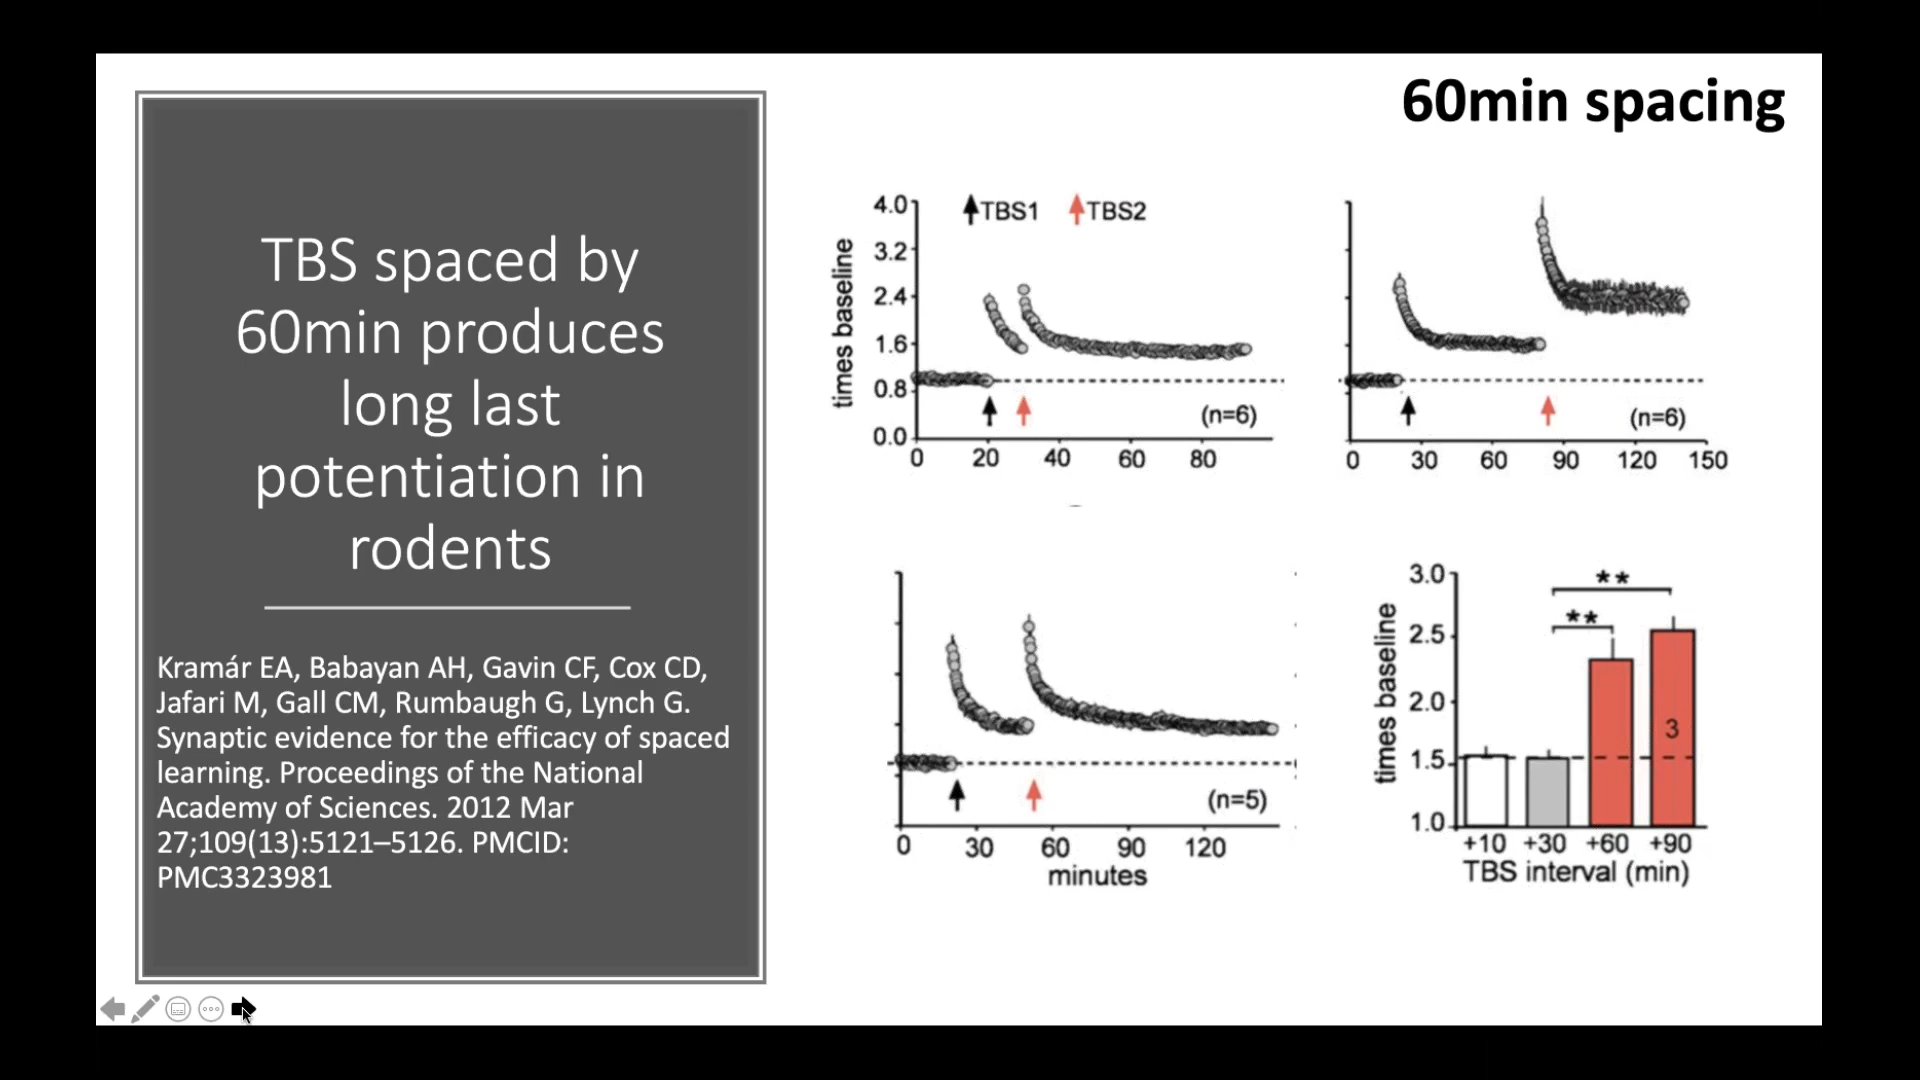 60min spacing
TBS spaced by
60min produces
long last
potentiation in
rodents
Kramár EA, Babayan AH, Gavin CF, Cox CD,
Jafari M, Gall CM, Rumbaugh G, Lynch G.
Synaptic evidence for the efficacy of spaced
learning. Proceedings of the National
Academy of Sciences. 2012 Mar
27;109(13):5121–5126. PMCID:
PMC3323981
TBS1 TBS2
times baseline
4.0
3.2
2.4
1.6
0.8
0.0
(n=6)
0 20 40 60 80
(n=6)
0 30 60 90 120 150
(n=5)
0 30 60 90 120
minutes
times baseline
3.0
2.5
2.0
1.5
1.0
** 
**
3
+10 +30 +60 +90
TBS interval (min)